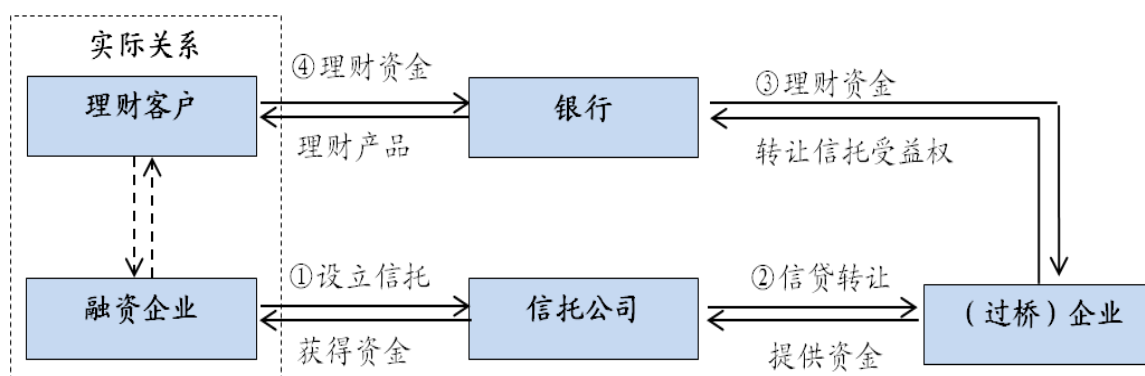 实际关系
④理财资金
③理财资金
理财客户
银行
理财产品
转让信托受益权
①设立信托
②信贷转让
融资企业
信托公司
（过桥）企业
获得资金
提供资金